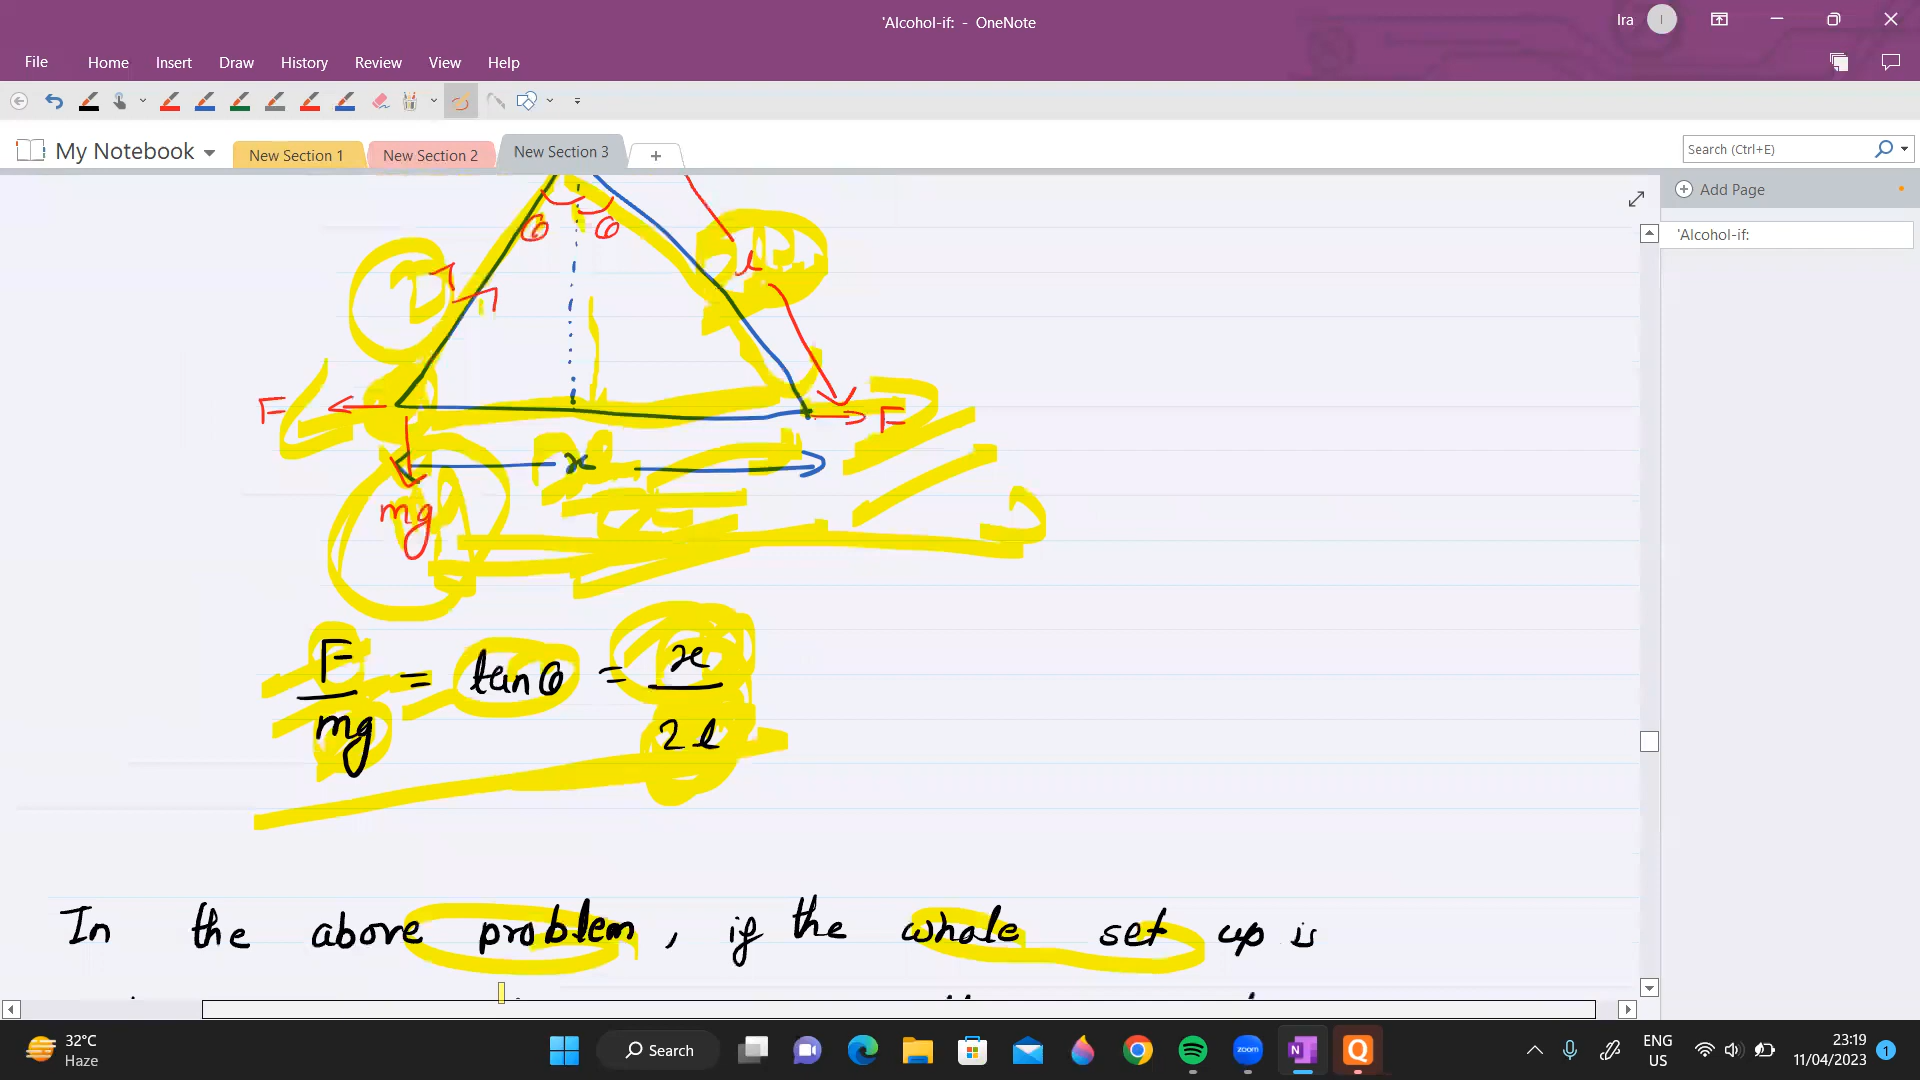 'Alcohol-if: - OneNote
Ira I
File Home Insert Draw History Review View Help
My Notebook New Section 1 New Section 2 New Section 3 +
Search (Ctrl+E)
Add Page
'Alcohol-if:
θ θ
T
l
F F
x
mg
F/mg = tanθ = x/2l
In the above problem, if the whole set up is
32°C
Haze
Search
zoom
N
Q
ENG
US
23:19
11/04/2023
1